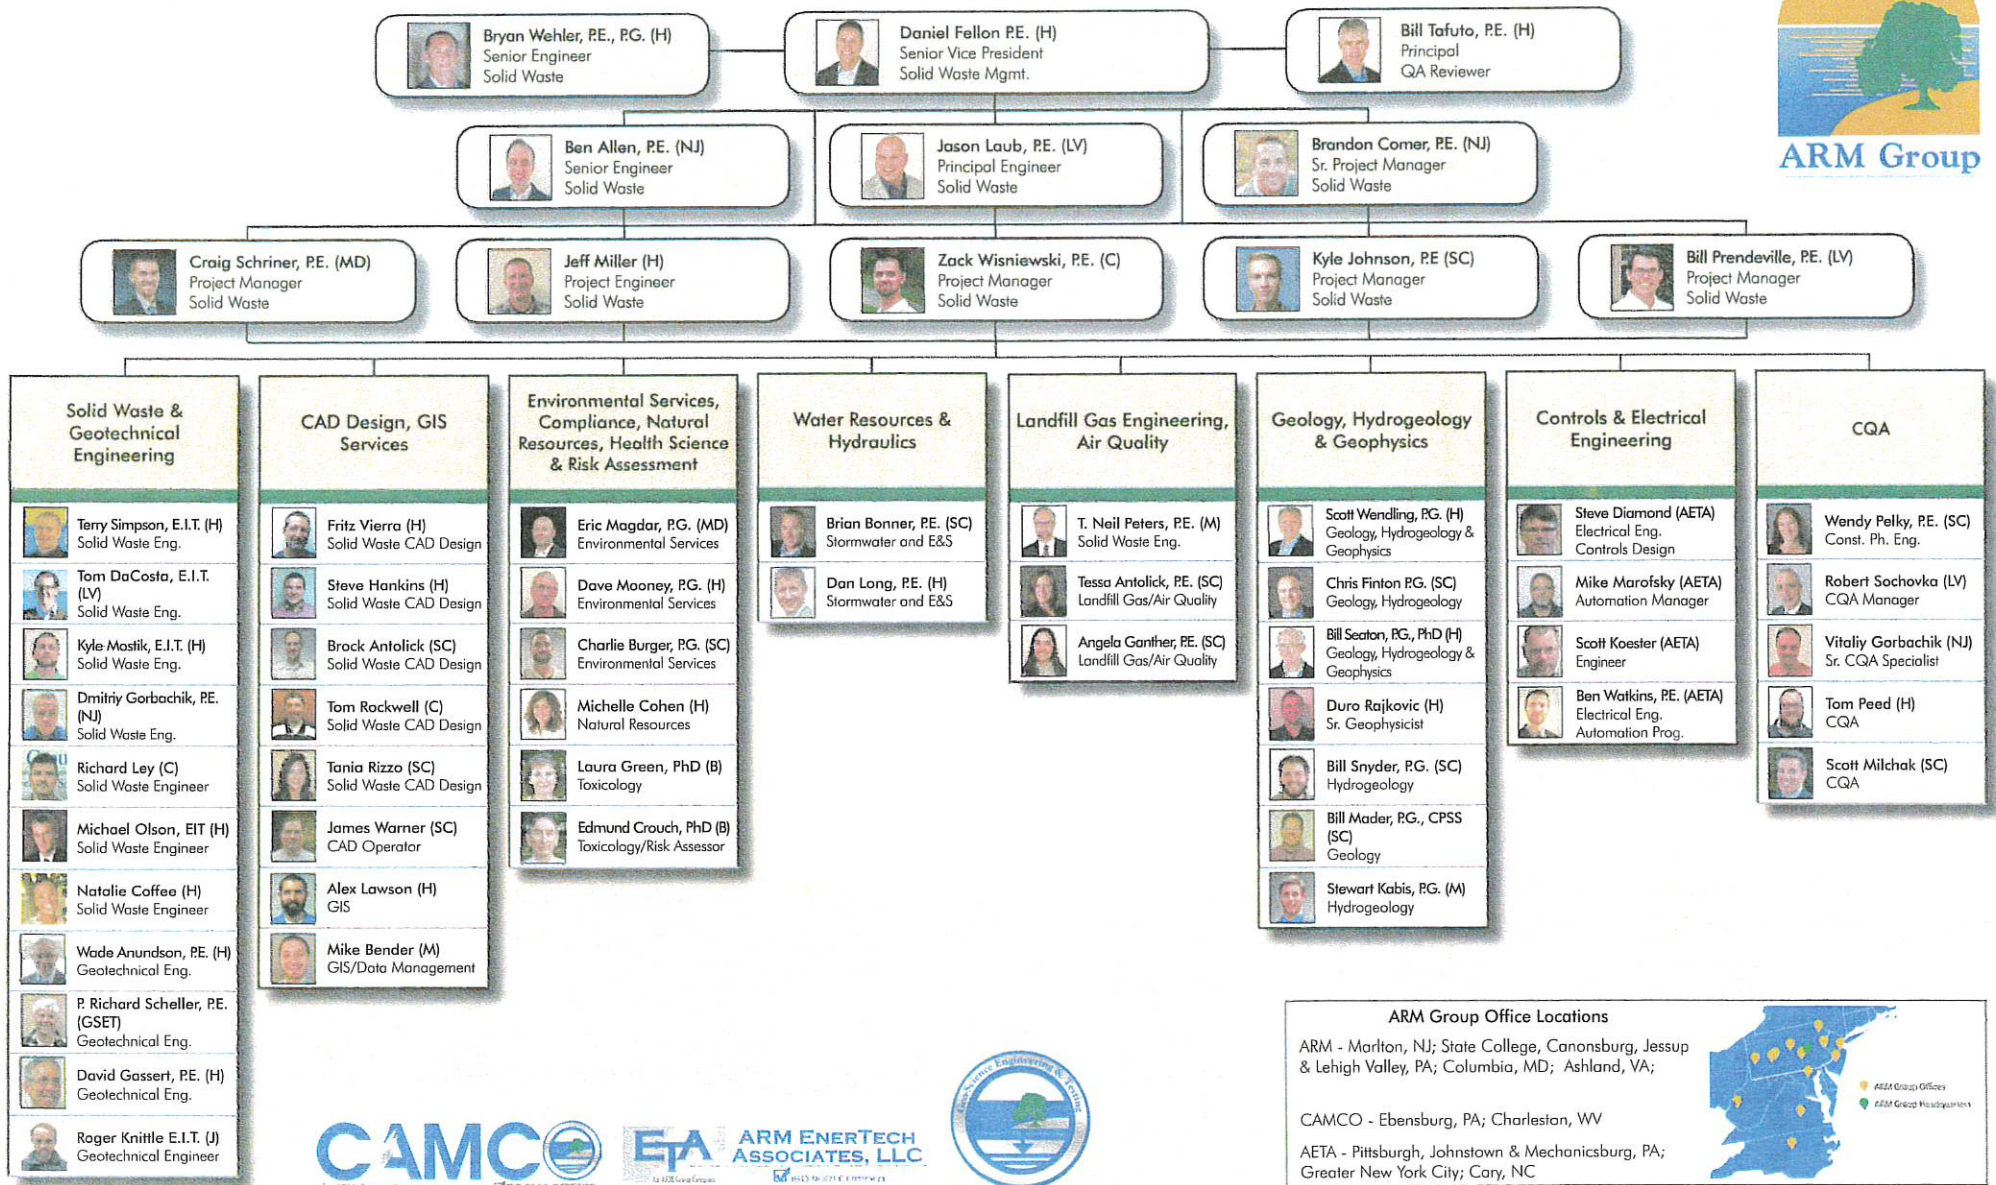 Bryan Wehler, P.E., P.G. (H)
Senior Engineer
Solid Waste
Daniel Fellon P.E. (H)
Senior Vice President
Solid Waste Mgmt.
Bill Tafuto, P.E. (H)
Principal
QA Reviewer
ARM Group
Ben Allen, P.E. (NJ)
Senior Engineer
Solid Waste
Jason Laub, P.E. (LV)
Principal Engineer
Solid Waste
Brandon Comer, P.E. (NJ)
Sr. Project Manager
Solid Waste
Craig Schriner, P.E. (MD)
Project Manager
Solid Waste
Jeff Miller (H)
Project Engineer
Solid Waste
Zack Wisniewski, P.E. (C)
Project Manager
Solid Waste
Kyle Johnson, P.E (SC)
Project Manager
Solid Waste
Bill Prendeville, P.E. (LV)
Project Manager
Solid Waste
Solid Waste &
Geotechnical
Engineering
Terry Simpson, E.I.T. (H)
Solid Waste Eng.
Tom DaCosta, E.I.T.
(LV)
Solid Waste Eng.
Kyle Mostik, E.I.T. (H)
Solid Waste Eng.
Dmitriy Gorbachik, P.E.
(NJ)
Solid Waste Eng.
Richard Ley (C)
Solid Waste Engineer
Michael Olson, EIT (H)
Solid Waste Engineer
Natalie Coffee (H)
Solid Waste Engineer
Wade Anundson, P.E. (H)
Geotechnical Eng.
P. Richard Scheller, P.E.
(GSET)
Geotechnical Eng.
David Gassert, P.E. (H)
Geotechnical Eng.
Roger Knittle E.I.T. (J)
Geotechnical Engineer
CAD Design, GIS
Services
Fritz Vierra (H)
Solid Waste CAD Design
Steve Hankins (H)
Solid Waste CAD Design
Brock Antolick (SC)
Solid Waste CAD Design
Tom Rockwell (C)
Solid Waste CAD Design
Tania Rizzo (SC)
Solid Waste CAD Design
James Warner (SC)
CAD Operator
Alex Lawson (H)
GIS
Mike Bender (M)
GIS/Data Management
Environmental Services,
Compliance, Natural
Resources, Health Science
& Risk Assessment
Eric Magdar, P.G. (MD)
Environmental Services
Dave Mooney, P.G. (H)
Environmental Services
Charlie Burger, P.G. (SC)
Environmental Services
Michelle Cohen (H)
Natural Resources
Laura Green, PhD (B)
Toxicology
Edmund Crouch, PhD (B)
Toxicology/Risk Assessor
Water Resources &
Hydraulics
Brian Bonner, P.E. (SC)
Stormwater and E&S
Dan Long, P.E. (H)
Stormwater and E&S
Landfill Gas Engineering,
Air Quality
T. Neil Peters, P.E. (M)
Solid Waste Eng.
Tessa Antolick, P.E. (SC)
Landfill Gas/Air Quality
Angela Ganther, P.E. (SC)
Landfill Gas/Air Quality
Geology, Hydrogeology
& Geophysics
Scott Wendling, P.G. (H)
Geology, Hydrogeology &
Geophysics
Chris Finton P.G. (SC)
Geology, Hydrogeology
Bill Seaton, P.G., PhD (H)
Geology, Hydrogeology &
Geophysics
Duro Rajkovic (H)
Sr. Geophysicist
Bill Snyder, P.G. (SC)
Hydrogeology
Bill Mader, P.G., CPSS
(SC)
Geology
Stewart Kabis, P.G. (M)
Hydrogeology
Controls & Electrical
Engineering
Steve Diamond (AETA)
Electrical Eng.
Controls Design
Mike Marofsky (AETA)
Automation Manager
Scott Koester (AETA)
Engineer
Ben Watkins, P.E. (AETA)
Electrical Eng.
Automation Prog.
CQA
Wendy Pelky, P.E. (SC)
Const. Ph. Eng.
Robert Sochovka (LV)
CQA Manager
Vitaliy Gorbachik (NJ)
Sr. CQA Specialist
Tom Peed (H)
CQA
Scott Milchak (SC)
CQA
CAMCO
ETA
ARM ENERTECH
ASSOCIATES, LLC
Geo-Science Engineering & Testing
ARM Group Office Locations
ARM - Marlton, NJ; State College, Canonsburg, Jessup
& Lehigh Valley, PA; Columbia, MD; Ashland, VA;
CAMCO - Ebensburg, PA; Charleston, WV
AETA - Pittsburgh, Johnstown & Mechanicsburg, PA;
Greater New York City; Cary, NC
ARM Group Offices
ARM Group Headquarters